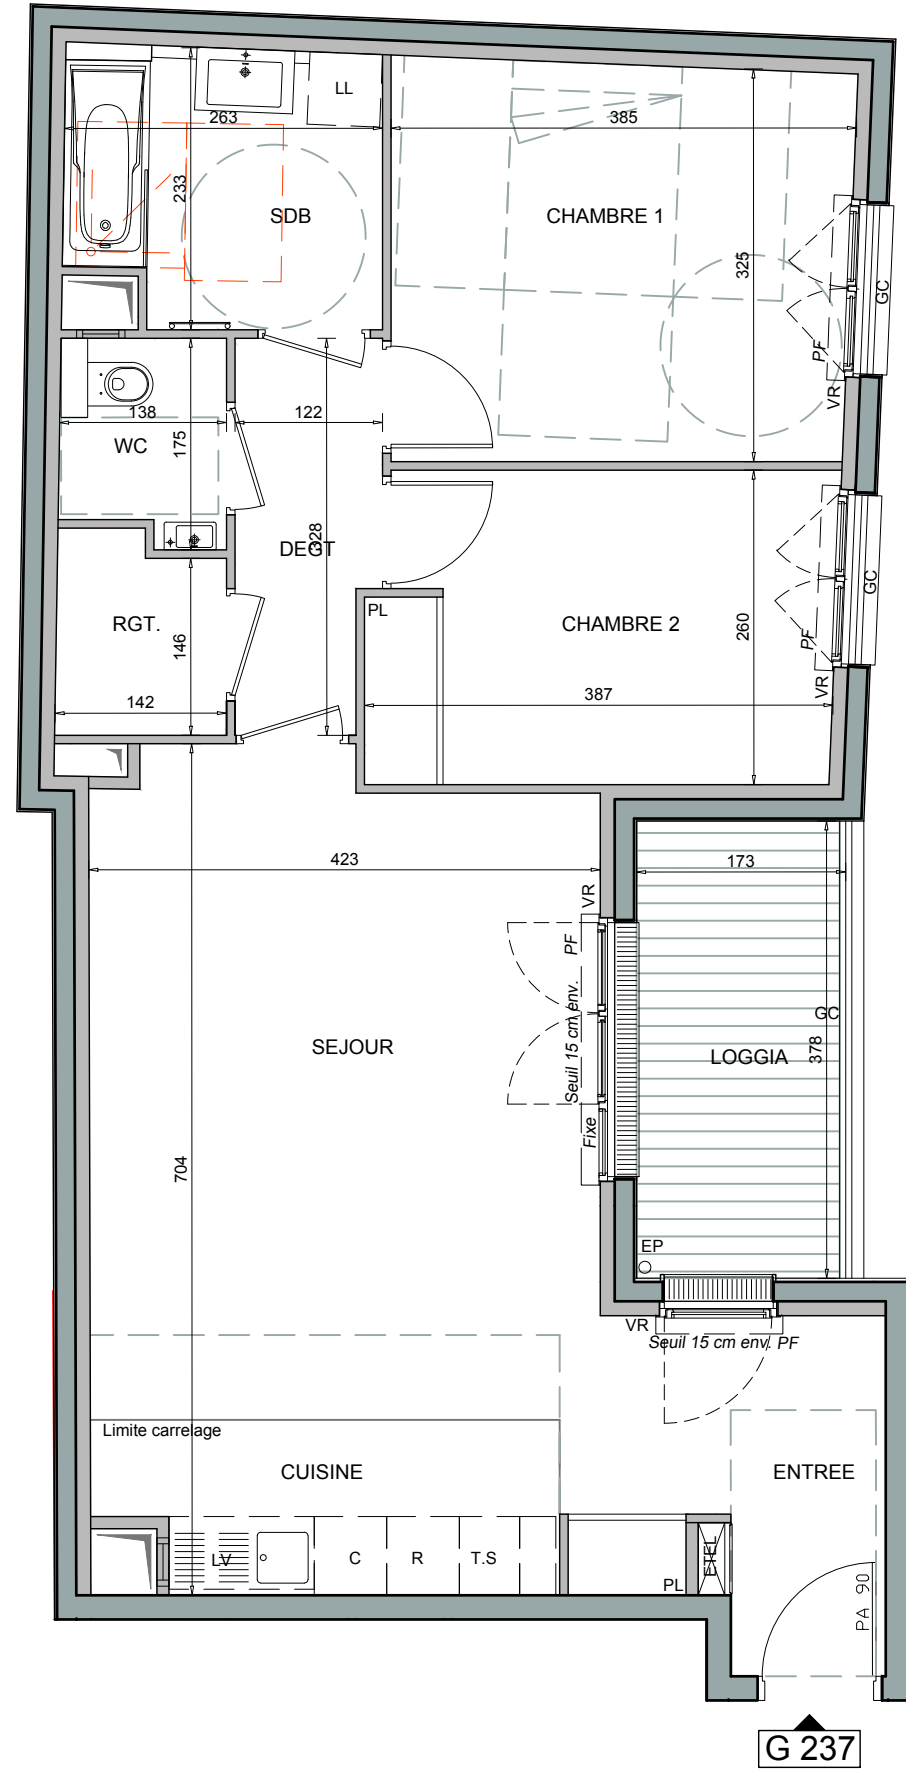 LL
263
385
233
SDB
CHAMBRE 1
325
GC
PF
VR
138
122
WC
175
328
DEGT
GC
PL
RGT.
CHAMBRE 2
260
PF
146
VR
142
387
423
173
VR
PF
Seuil 15 cm env.
GC
SEJOUR
LOGGIA
378
Fixe
704
EP
VR
Seuil 15 cm env. PF
Limite carrelage
CUISINE
ENTREE
LV
C
R
T.S
ETEL
PL
PA 90
G 237